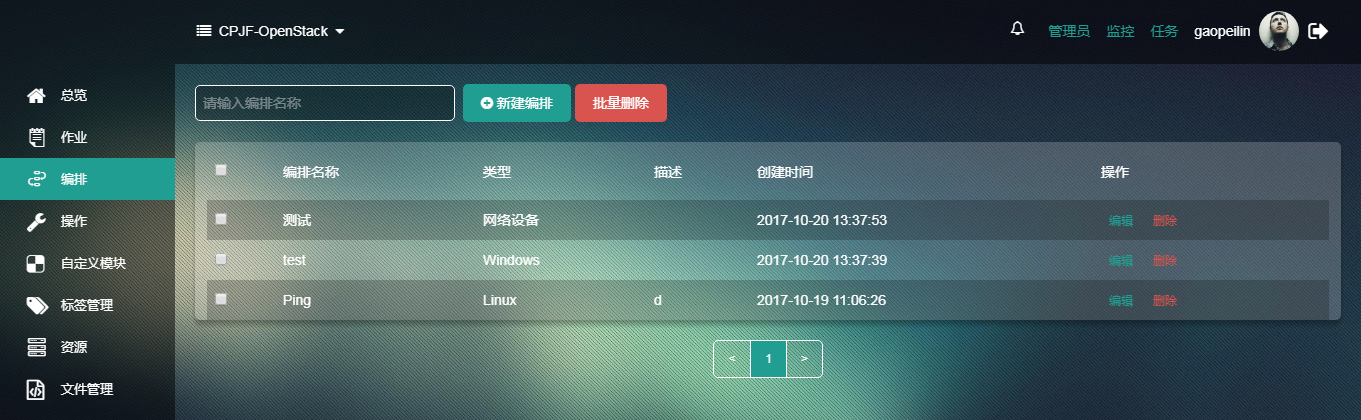 CPJF-OpenStack
管理员 监控 任务 gaopeilin
总览
作业
编排
操作
自定义模块
标签管理
资源
文件管理
请输入编排名称 新建编排 批量删除
编排名称 类型 描述 创建时间 操作
测试 网络设备 2017-10-20 13:37:53 编辑 删除
test Windows 2017-10-20 13:37:39 编辑 删除
Ping Linux d 2017-10-19 11:06:26 编辑 删除
< 1 >